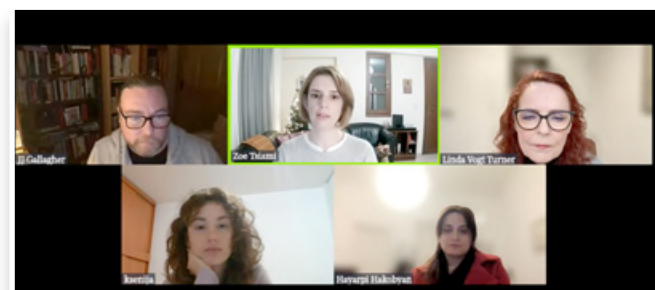 JJ Gallagher
Zoe Tsiami
Linda Vogt Turner
ksenija
Hayarpi Hakobyan